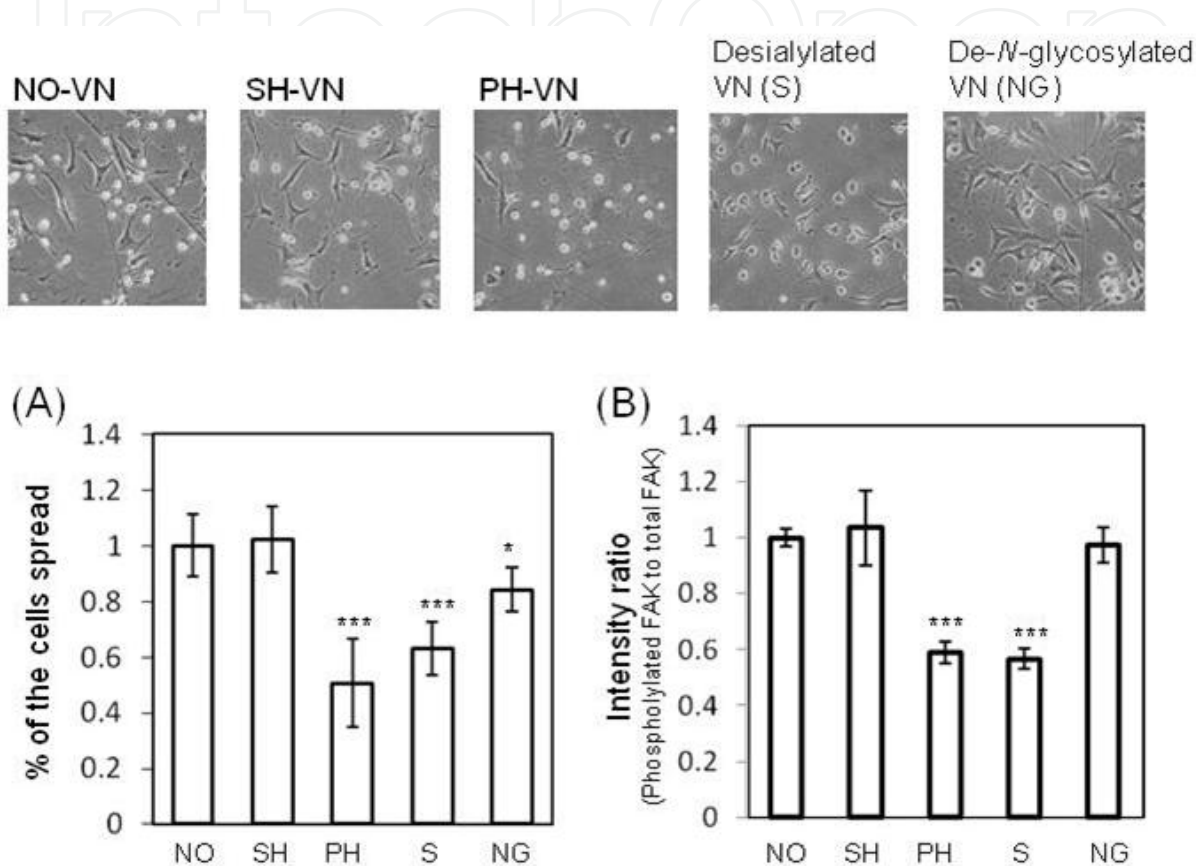 Desialylated De-N-glycosylated
NO-VN SH-VN PH-VN VN (S) VN (NG)
(A)
% of the cells spread
1.4
1.2
1
0.8
0.6
0.4
0.2
0
***
***
*
NO SH PH S NG
(B)
Intensity ratio
(Phospholylated FAK to total FAK)
1.4
1.2
1
0.8
0.6
0.4
0.2
0
***
***
NO SH PH S NG